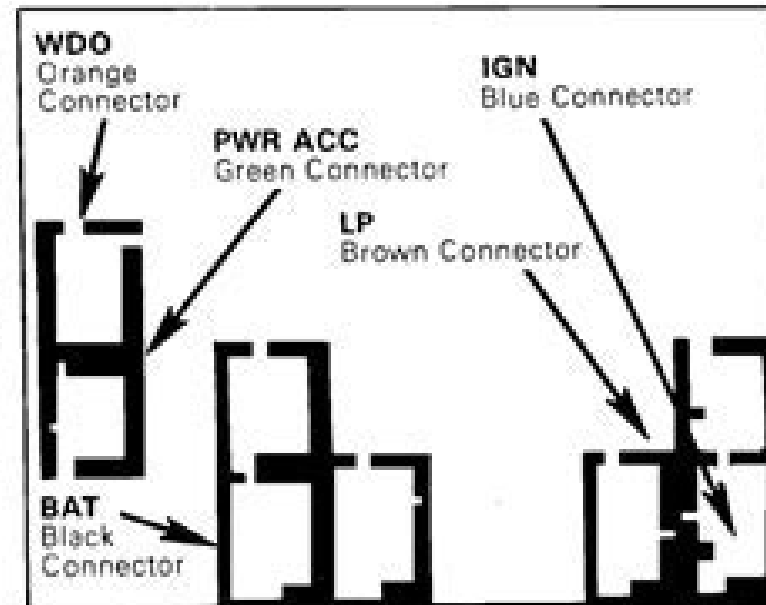 WDO
Orange
Connector
PWR ACC
Green Connector
IGN
Blue Connector
LP
Brown Connector
BAT
Black
Connector